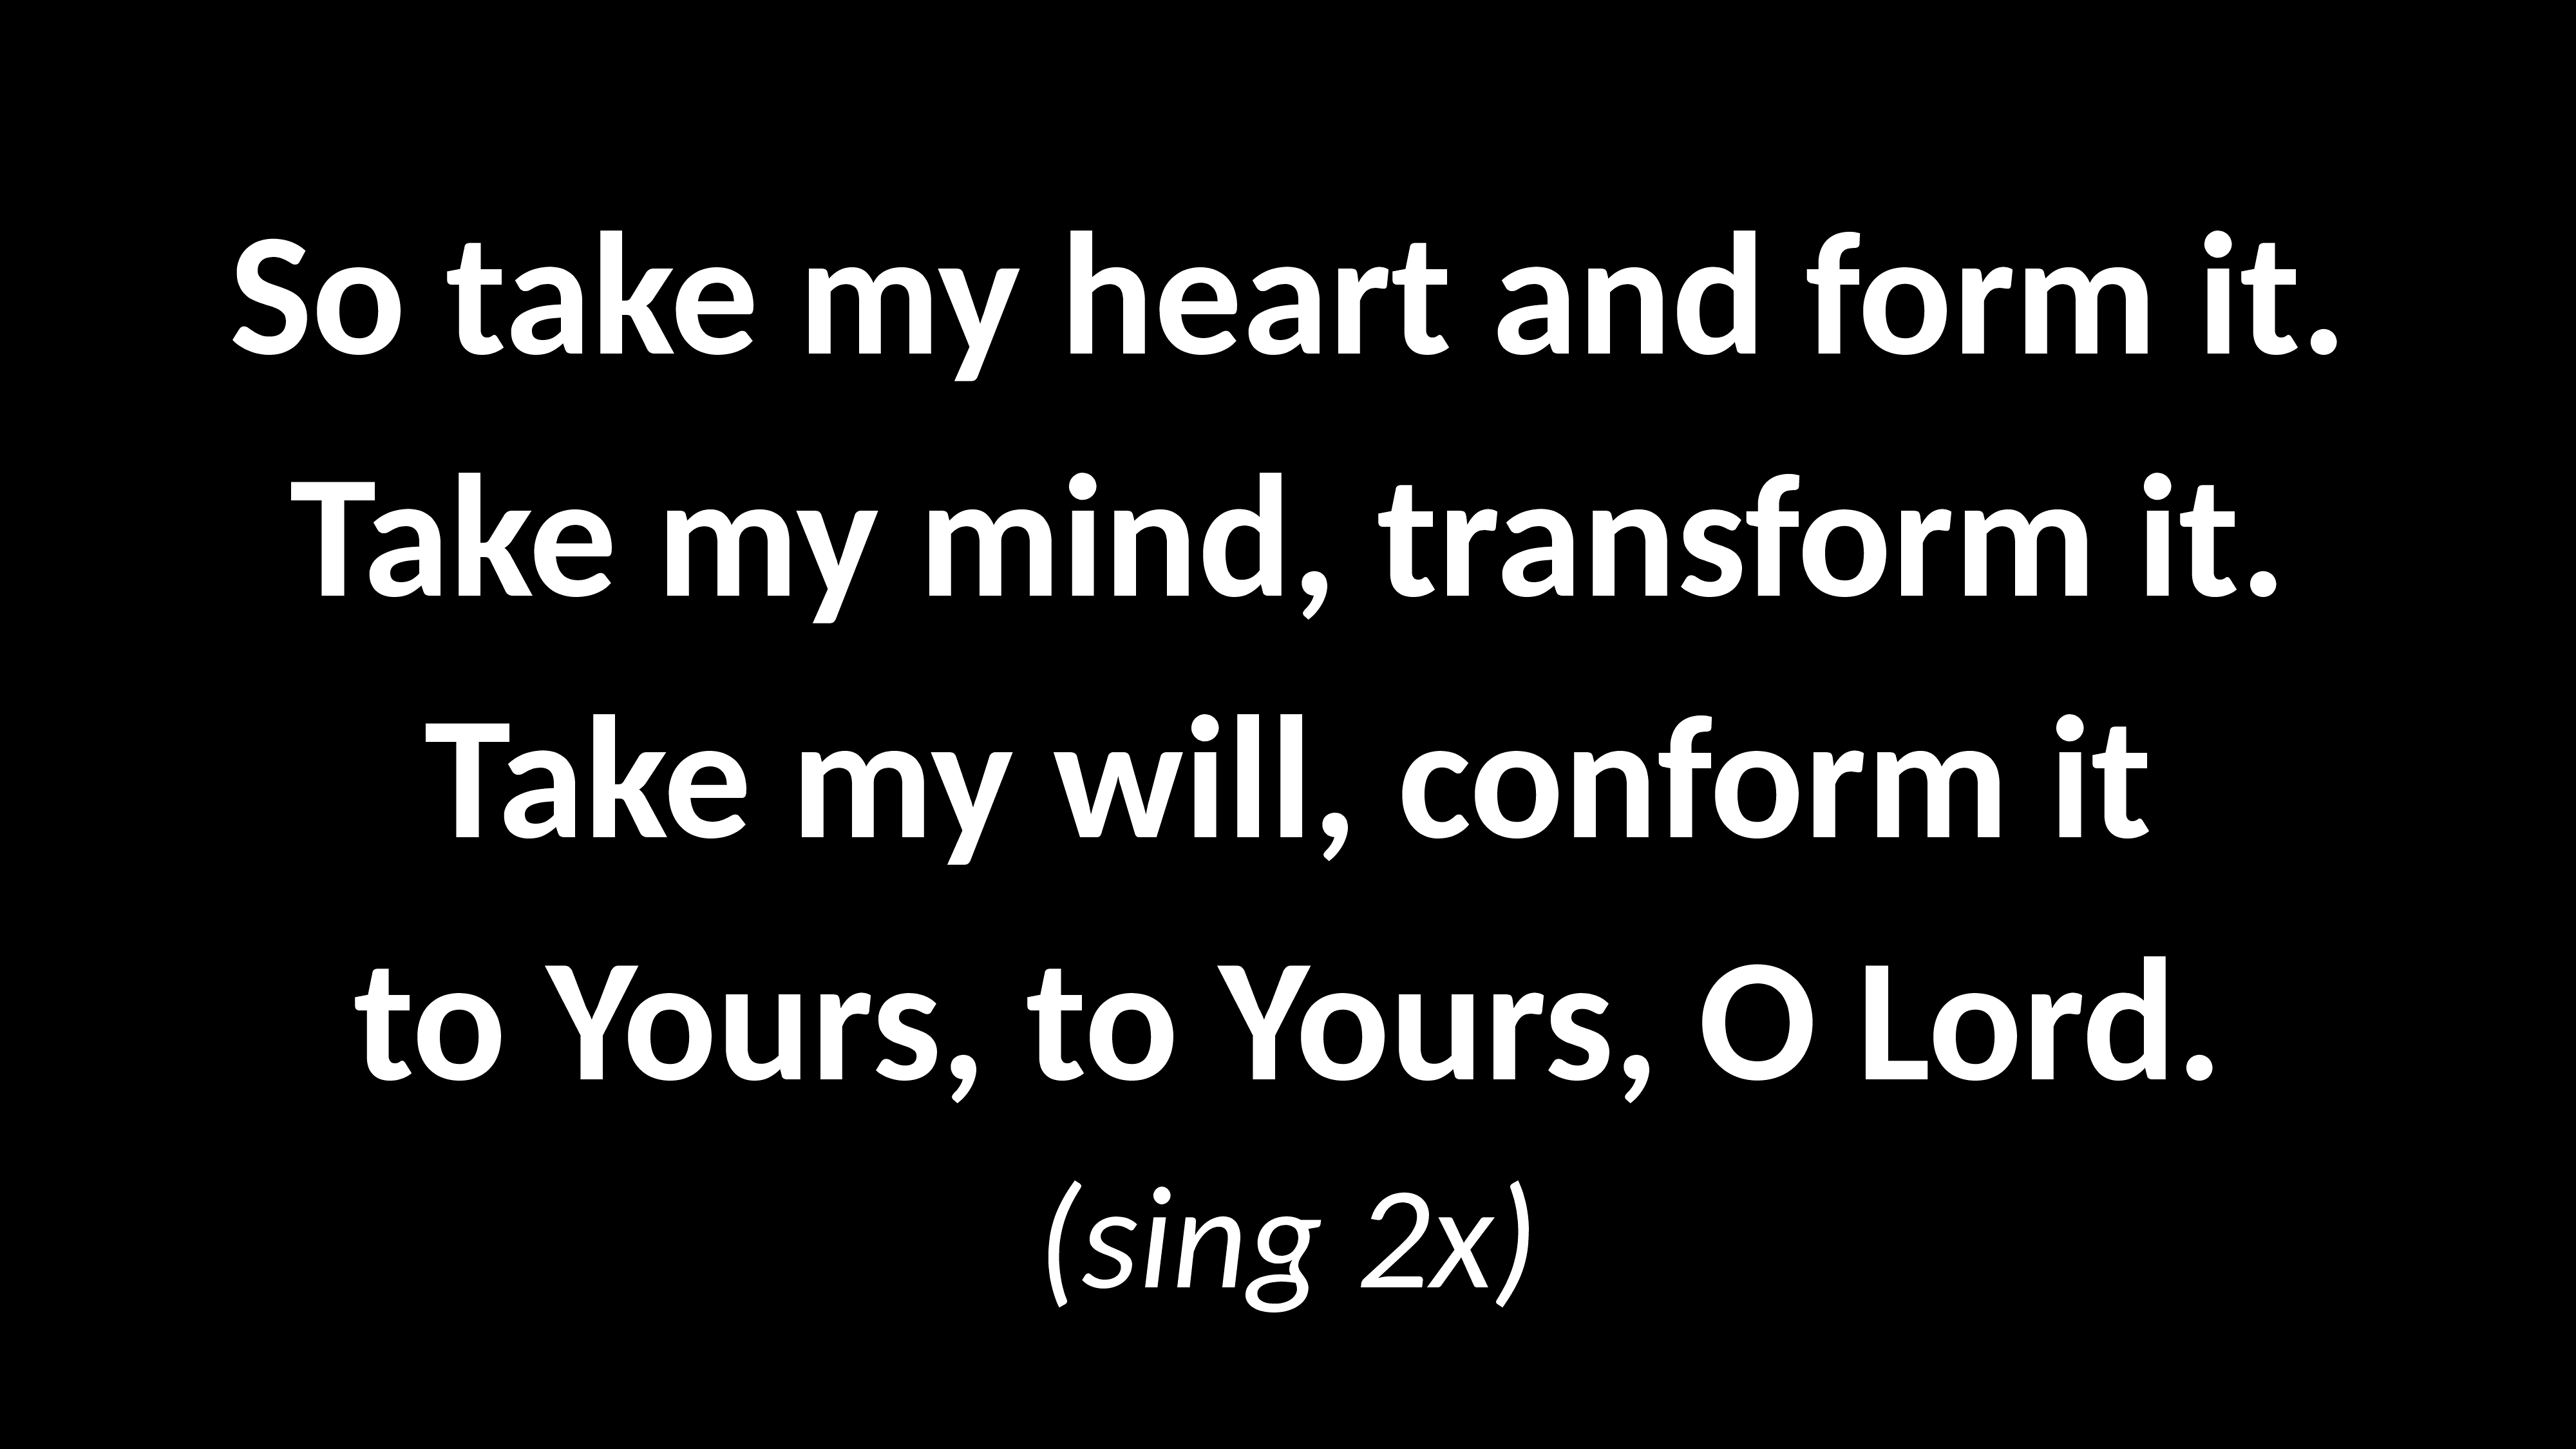 So take my heart and form it.
Take my mind, transform it.
Take my will, conform it
to Yours, to Yours, O Lord.
(sing 2x)